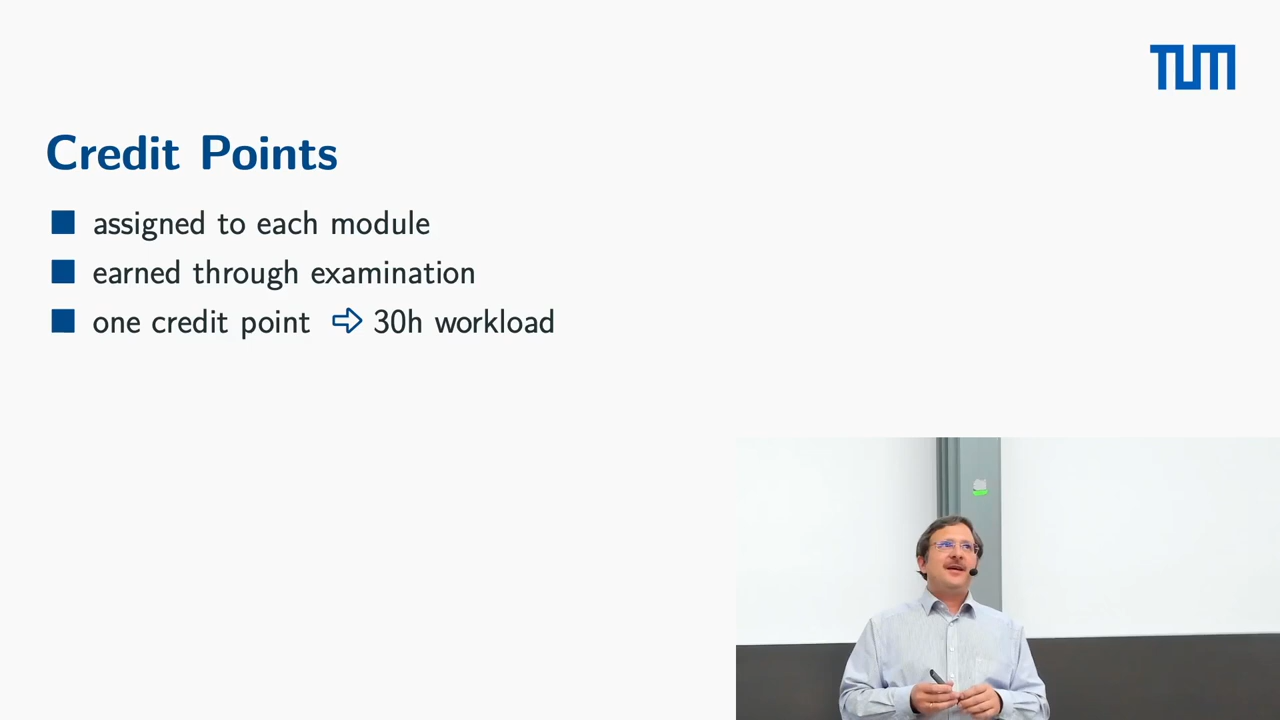 TUM
Credit Points
assigned to each module
earned through examination
one credit point ⇨ 30h workload